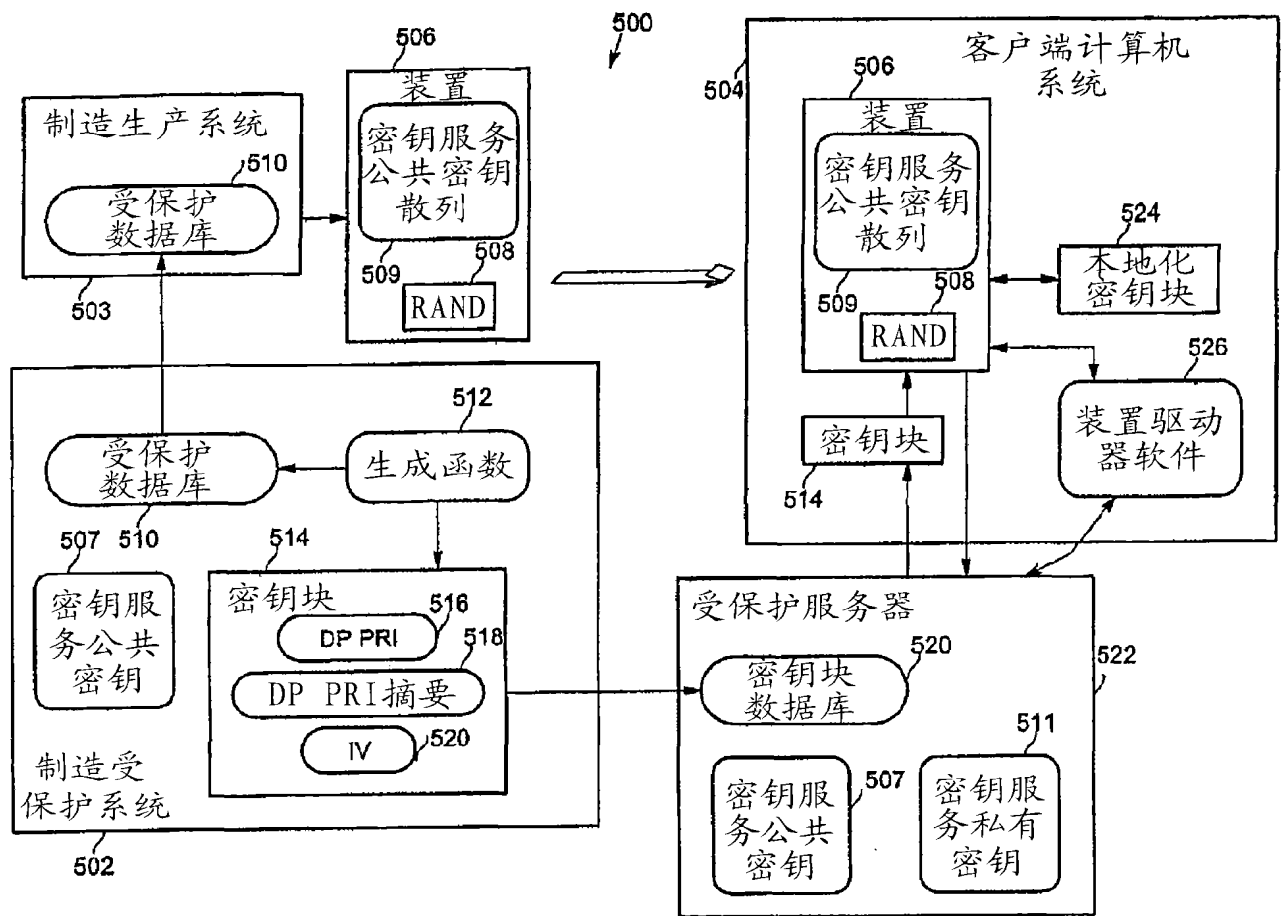 500
制造生产系统
510
受保护
数据库
503
506
装置
密钥服务
公共密钥
散列
509
508
RAND
客户端计算机
系统
504
506
装置
密钥服务
公共密钥
散列
509
508
RAND
524
本地化
密钥块
526
装置驱动
器软件
密钥块
514
512
生成函数
受保护
数据库
510
507
密钥服
务公共
密钥
514
密钥块
516
DP PRI
518
DP PRI摘要
IV
520
制造受
保护系统
502
受保护服务器
520
密钥块
数据库
522
511
密钥服
务公共
密钥
507
密钥服
务私有
密钥